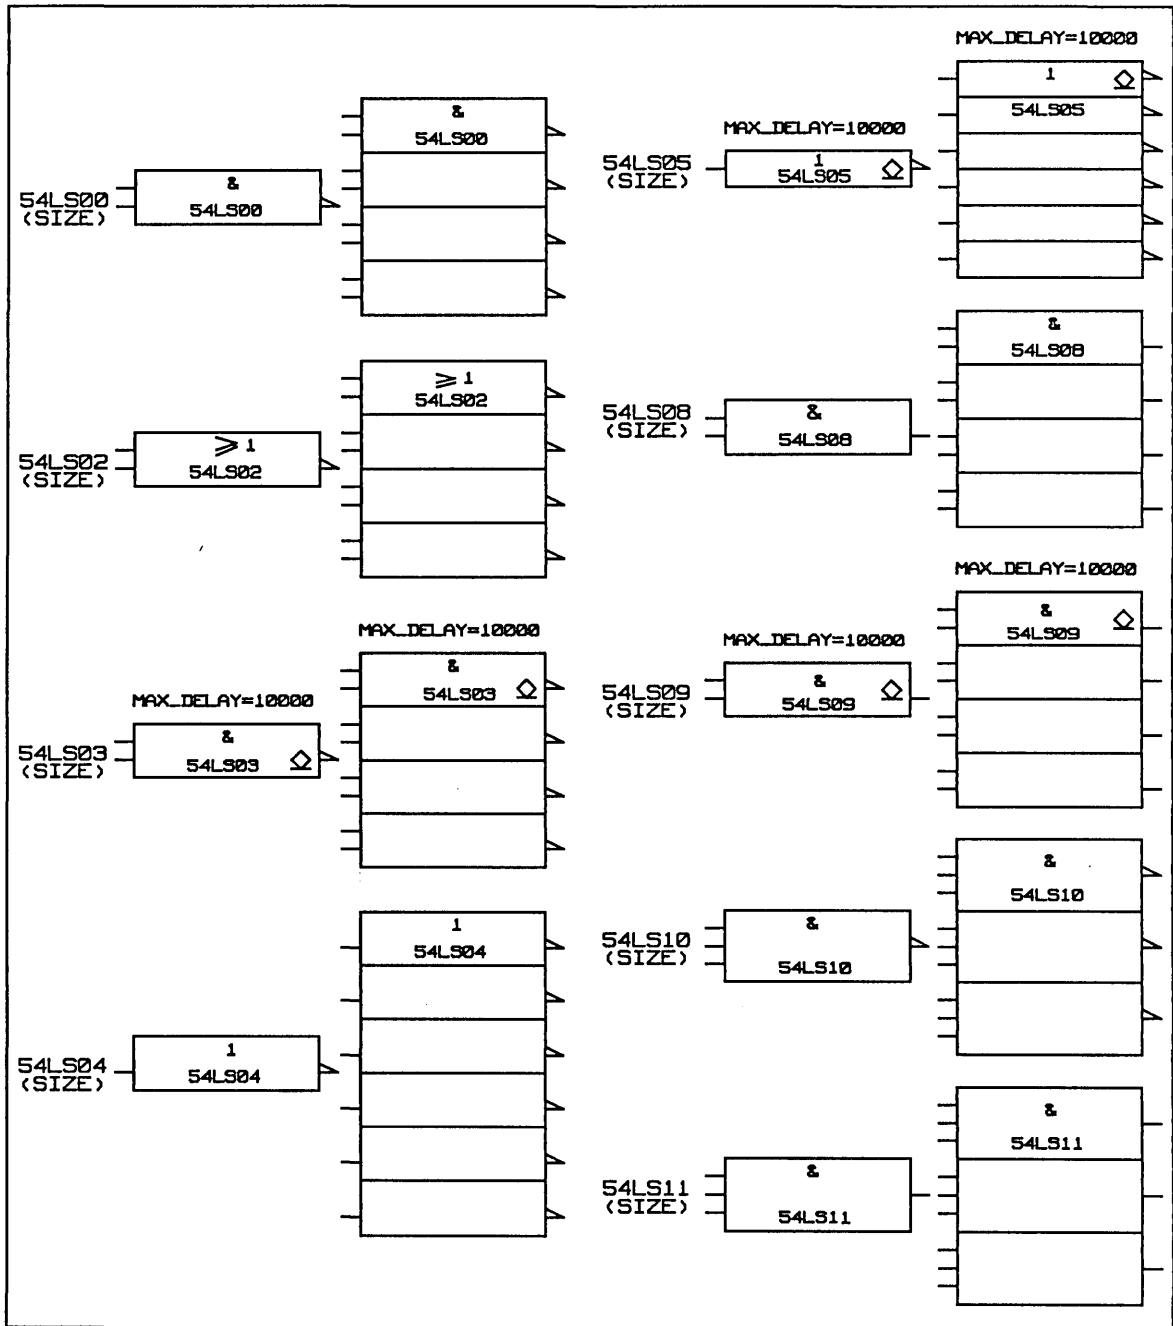 &
54LS00
54LS00
(SIZE)
&
54LS00
≥ 1
54LS02
54LS02
(SIZE)
≥ 1
54LS02
MAX_DELAY=10000
&
54LS03
MAX_DELAY=10000
54LS03
(SIZE)
&
54LS03
1
54LS04
54LS04
(SIZE)
1
54LS04
MAX_DELAY=10000
1
54LS05
MAX_DELAY=10000
54LS05
(SIZE)
1
54LS05
&
54LS08
54LS08
(SIZE)
&
54LS08
MAX_DELAY=10000
&
54LS09
MAX_DELAY=10000
54LS09
(SIZE)
&
54LS09
&
54LS10
54LS10
(SIZE)
&
54LS10
&
54LS11
54LS11
(SIZE)
&
54LS11